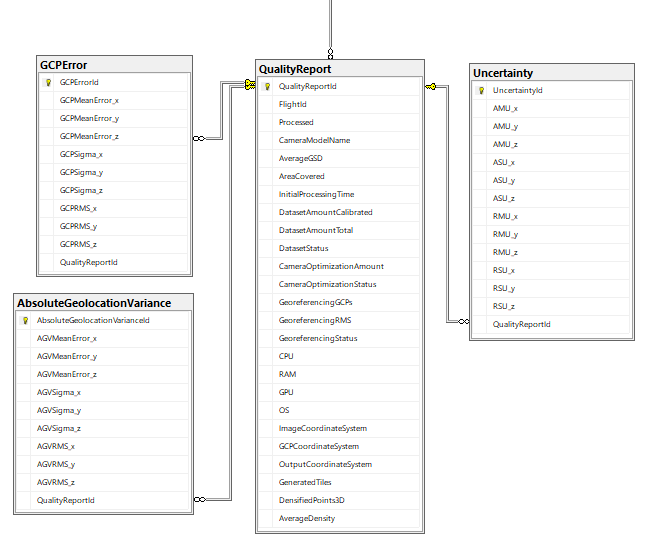 GCPError
GCPErrorId
GCPMeanError_x
GCPMeanError_y
GCPMeanError_z
GCPSigma_x
GCPSigma_y
GCPSigma_z
GCPRMS_x
GCPRMS_y
GCPRMS_z
QualityReportId
AbsoluteGeolocationVariance
AbsoluteGeolocationVarianceId
AGVMeanError_x
AGVMeanError_y
AGVMeanError_z
AGVSigma_x
AGVSigma_y
AGVSigma_z
AGVRMS_x
AGVRMS_y
AGVRMS_z
QualityReportId
QualityReport
QualityReportId
FlightId
Processed
CameraModelName
AverageGSD
AreaCovered
InitialProcessingTime
DatasetAmountCalibrated
DatasetAmountTotal
DatasetStatus
CameraOptimizationAmount
CameraOptimizationStatus
GeoreferencingGCPs
GeoreferencingRMS
GeoreferencingStatus
CPU
RAM
GPU
OS
ImageCoordinateSystem
GCPCoordinateSystem
OutputCoordinateSystem
GeneratedTiles
DensifiedPoints3D
AverageDensity
Uncertainty
UncertaintyId
AMU_x
AMU_y
AMU_z
ASU_x
ASU_y
ASU_z
RMU_x
RMU_y
RMU_z
RSU_x
RSU_y
RSU_z
QualityReportId